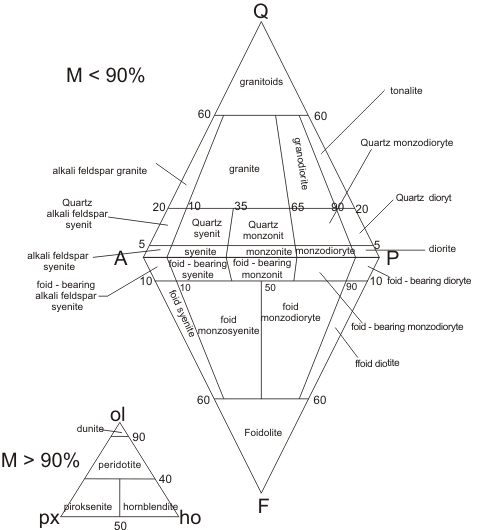 Q
M < 90%
granitoids
60
60
tonalite
Quartz monzodioryte
alkali feldspar granite
granite
granodiorite
Quartz
alkali feldspar
syenit
Quartz dioryt
20
10
35
65
90
20
Quartz
syenit
Quartz
monzonit
5
5
alkali feldspar
syenite
A
syenite
monzonite
monzodiorite
P
diorite
foid - bearing
syenite
foid - bearing
monzonit
foid - bearing
alkali feldspar
syenite
10
10
50
90
10
foid - bearing dioryte
foid syenite
foid
monzosyenite
foid
monzodioryte
foid - bearing monzodioryte
ffoid diotite
60
60
Foidolite
F
ol
dunite
90
M > 90%
peridotite
40
piroksenite
hornblendite
px
50
ho